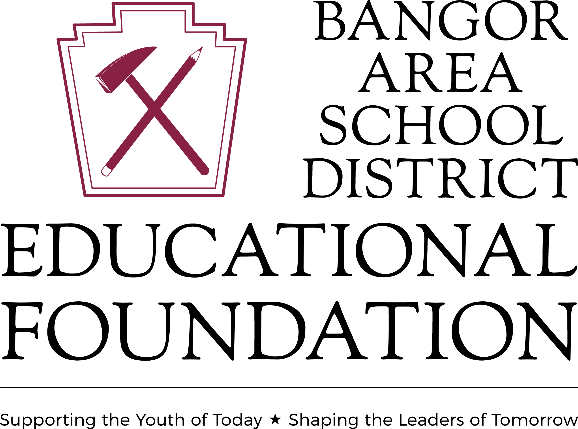 BANGOR
AREA
SCHOOL
DISTRICT
EDUCATIONAL
FOUNDATION
Supporting the Youth of Today ★ Shaping the Leaders of Tomorrow